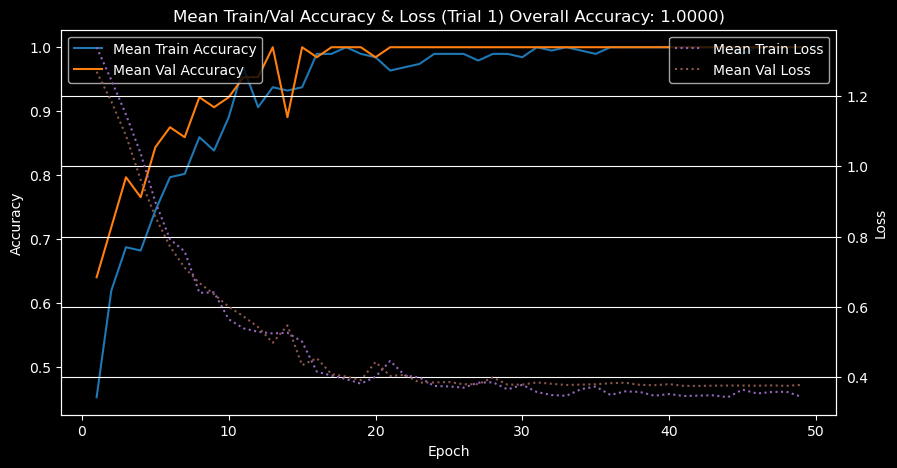 Mean Train/Val Accuracy & Loss (Trial 1) Overall Accuracy: 1.0000)
Mean Train Accuracy
Mean Val Accuracy
Mean Train Loss
Mean Val Loss
1.0
0.9
0.8
0.7
0.6
0.5
Accuracy
1.2
1.0
0.8
0.6
0.4
Loss
0
10
20
30
40
50
Epoch